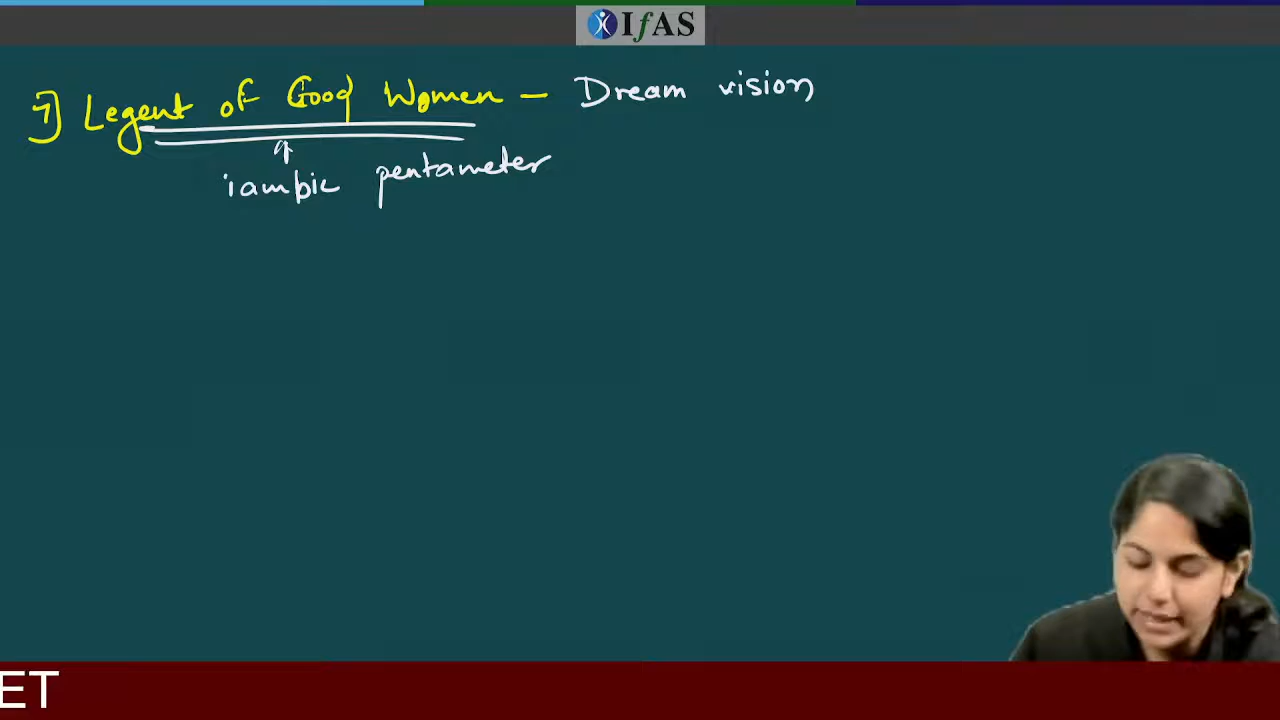 IfAS
7] Legent of Good Women – Dream vision
iambic pentameter
ET